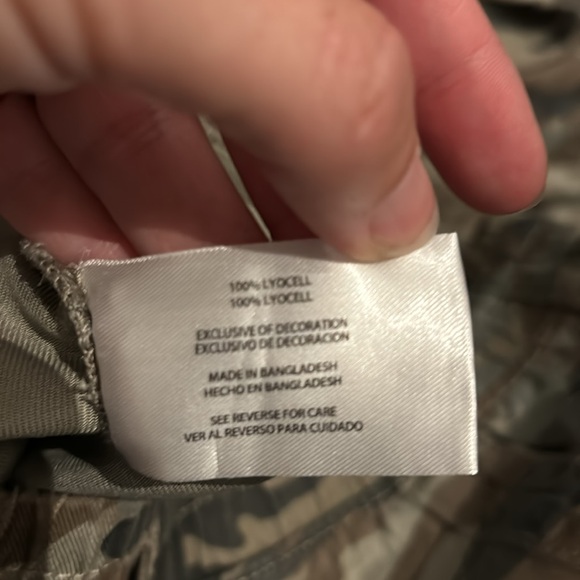 100% LYOCELL
100% LYOCELL
EXCLUSIVE OF DECORATION
EXCLUSIVO DE DECORACION
MADE IN BANGLADESH
HECHO EN BANGLADESH
SEE REVERSE FOR CARE
VER AL REVERSO PARA CUIDADO